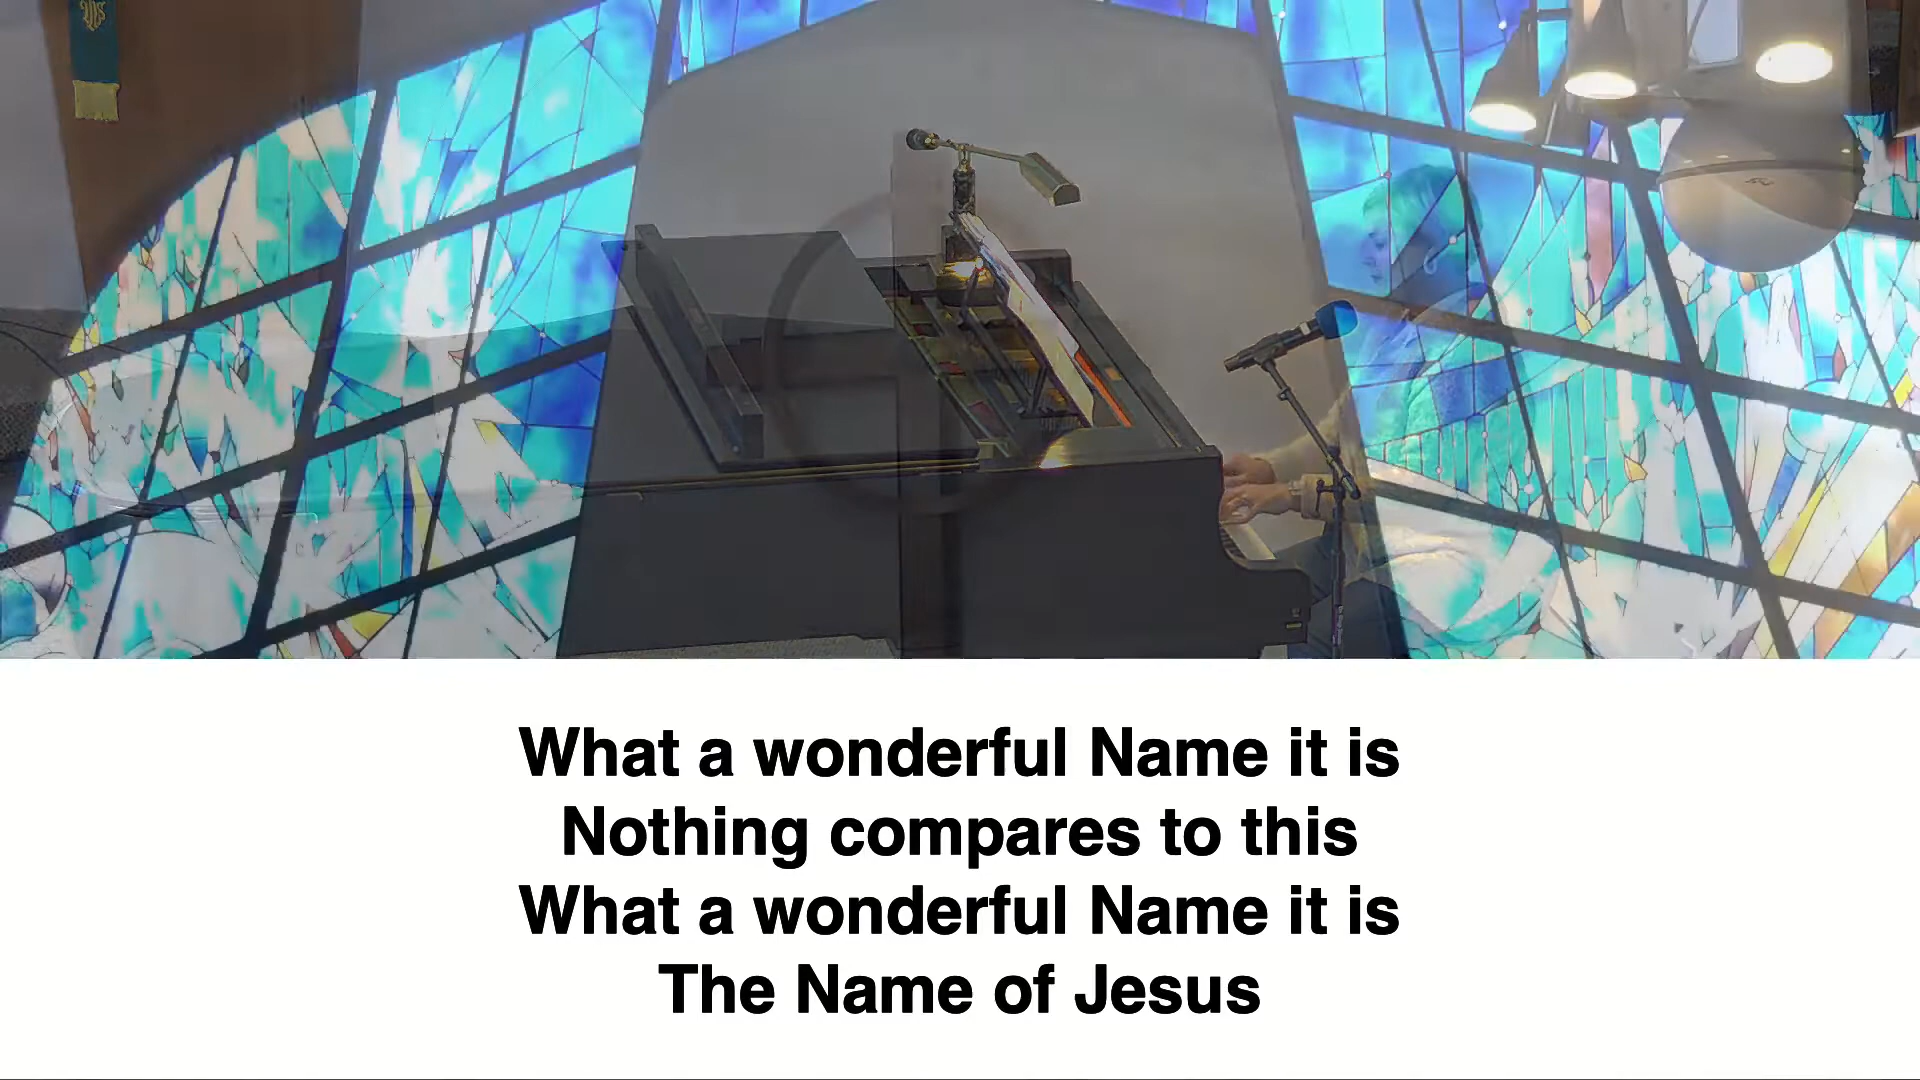 What a wonderful Name it is
Nothing compares to this
What a wonderful Name it is
The Name of Jesus